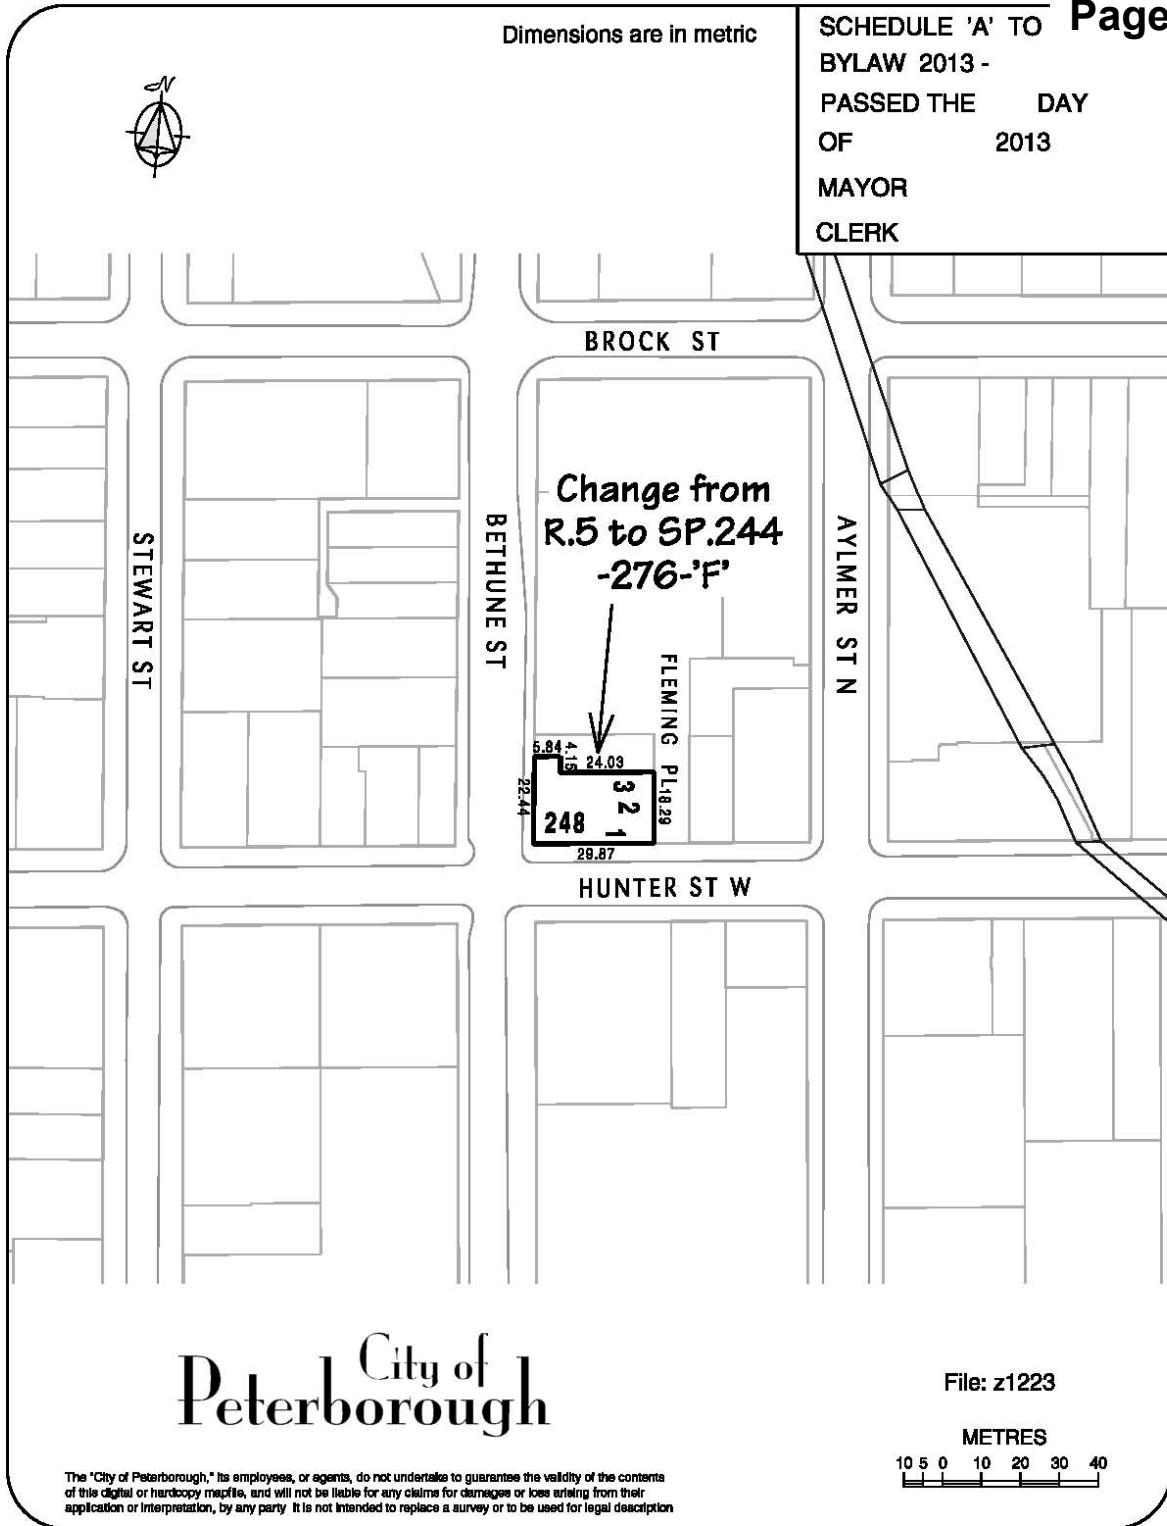 Page
Dimensions are in metric
SCHEDULE 'A' TO
BYLAW 2013 -
PASSED THE DAY
OF 2013
MAYOR
CLERK
N
BROCK ST
Change from
R.5 to SP.244
-276-'F'
STEWART ST
BETHUNE ST
AYLMER ST N
FLEMING PL
5.84
4.15
24.03
22.44
18.29
3
2
1
248
29.87
HUNTER ST W
City of
Peterborough
File: z1223
METRES
10 5 0 10 20 30 40
The "City of Peterborough," its employees, or agents, do not undertake to guarantee the validity of the contents
of this digital or hardcopy mapfile, and will not be liable for any claims for damages or loss arising from their
application or interpretation, by any party It is not intended to replace a survey or to be used for legal description